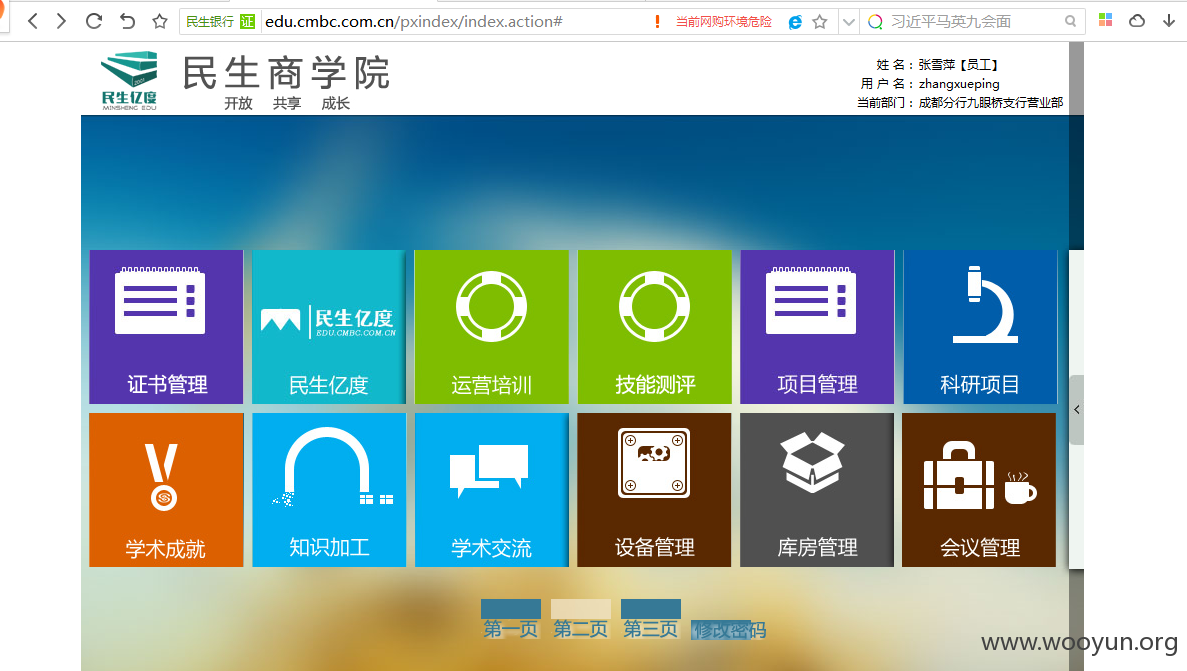 民生银行 证 edu.cmbc.com.cn/pxindex/index.action# ! 当前网购环境危险 习近平马英九会面
民生亿度
MINSHENG EDU
民生商学院
开放 共享 成长
姓 名： 张雪萍【员工】
用 户 名： zhangxueping
当前部门： 成都分行九眼桥支行营业部
民生亿度
EDU.CMBC.COM.CN
证书管理 民生亿度 运营培训 技能测评 项目管理 科研项目
学术成就 知识加工 学术交流 设备管理 库房管理 会议管理
第一页 第二页 第三页 修改密码
www.wooyun.org